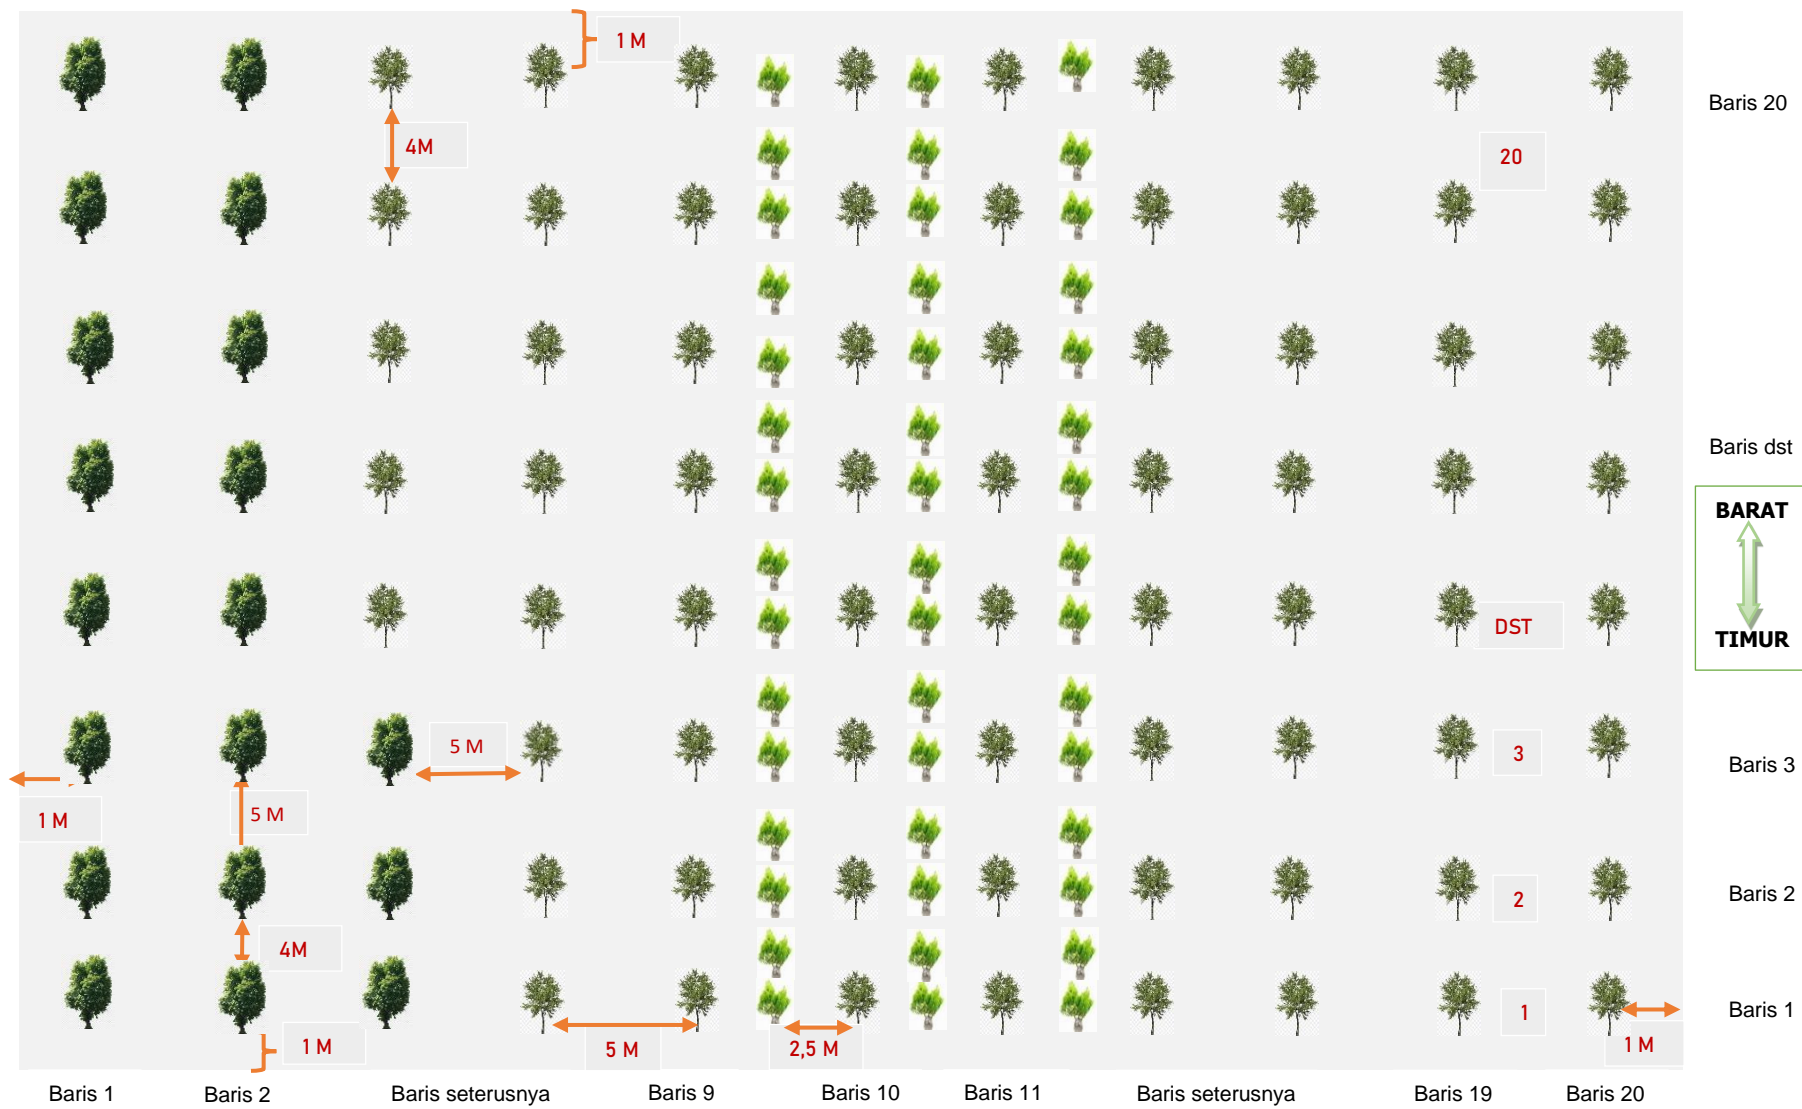 1 M
Baris 20
4M
20
Baris dst
BARAT
TIMUR
DST
5 M
3
Baris 3
1 M
5 M
2
Baris 2
4M
1
Baris 1
1 M
5 M
2,5 M
1 M
Baris 1
Baris 2
Baris seterusnya
Baris 9
Baris 10
Baris 11
Baris seterusnya
Baris 19
Baris 20